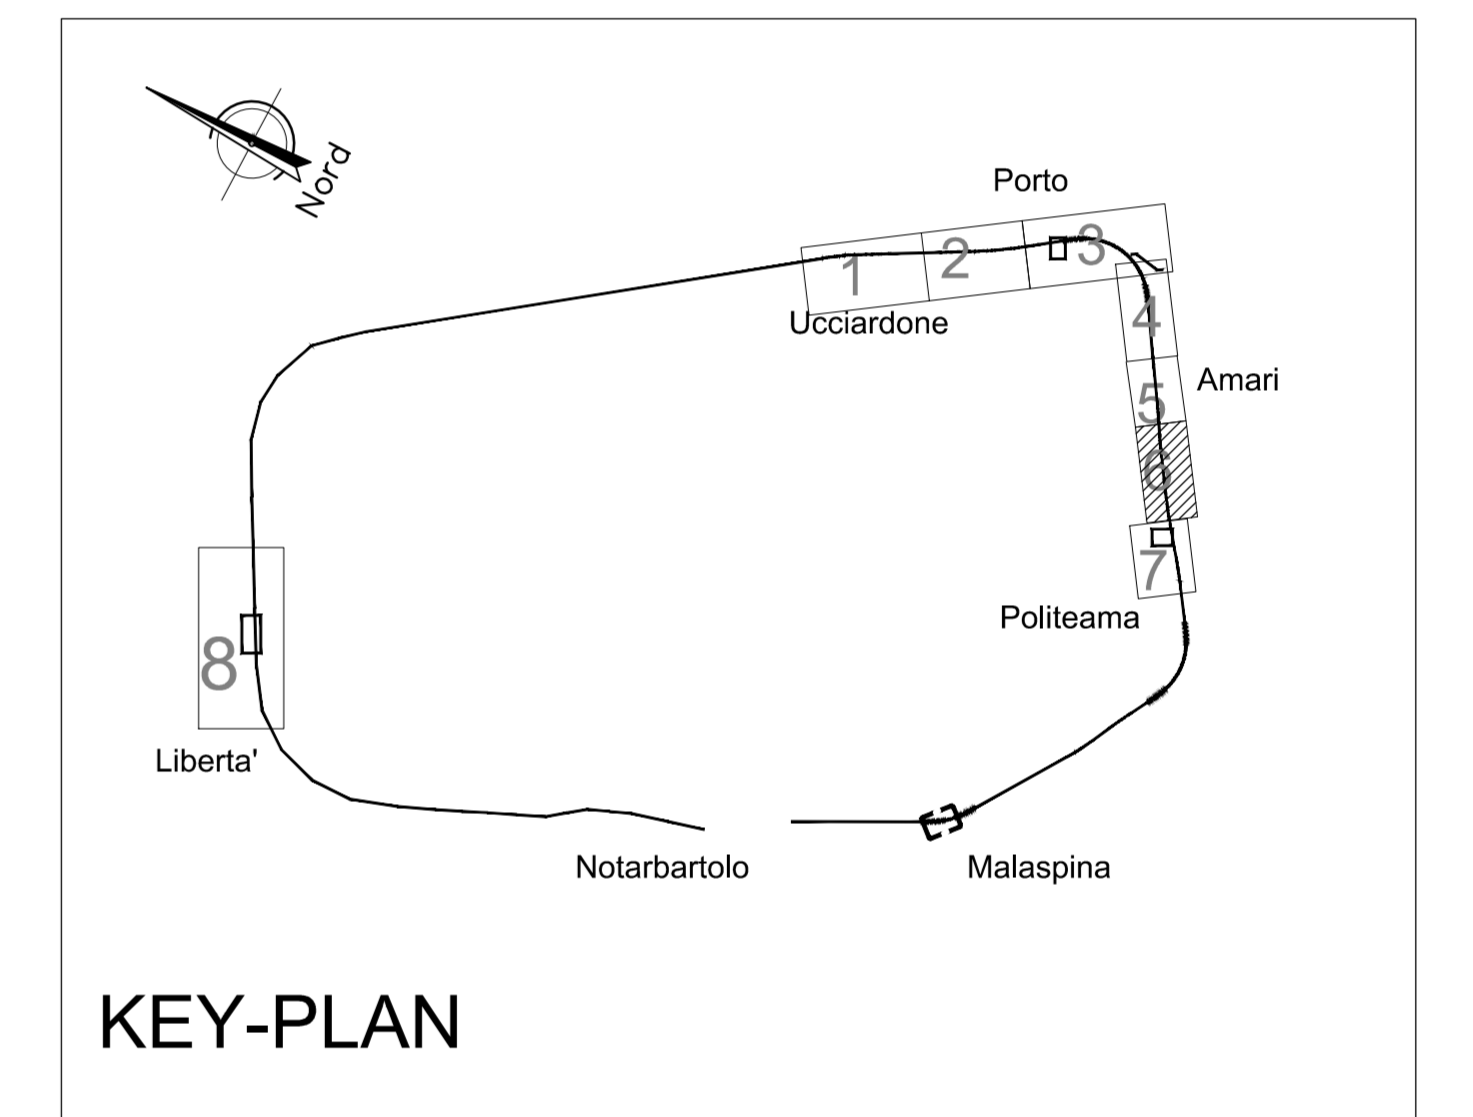 Nord
Porto
1
2
3
Ucciardone
4
Amari
5
6
7
Politeama
8
Liberta'
Notarbartolo
Malaspina
KEY-PLAN